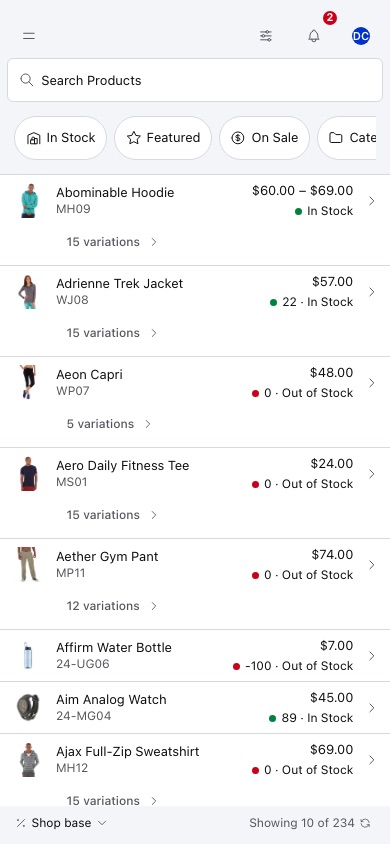 2
DC
Search Products
In Stock
Featured
On Sale
Cate
Abominable Hoodie
$60.00 – $69.00
MH09
In Stock
15 variations
Adrienne Trek Jacket
$57.00
WJ08
22 · In Stock
15 variations
Aeon Capri
$48.00
WP07
0 · Out of Stock
5 variations
Aero Daily Fitness Tee
$24.00
MS01
0 · Out of Stock
15 variations
Aether Gym Pant
$74.00
MP11
0 · Out of Stock
12 variations
Affirm Water Bottle
$7.00
24-UG06
-100 · Out of Stock
Aim Analog Watch
$45.00
24-MG04
89 · In Stock
Ajax Full-Zip Sweatshirt
$69.00
MH12
0 · Out of Stock
15 variations
Shop base
Showing 10 of 234